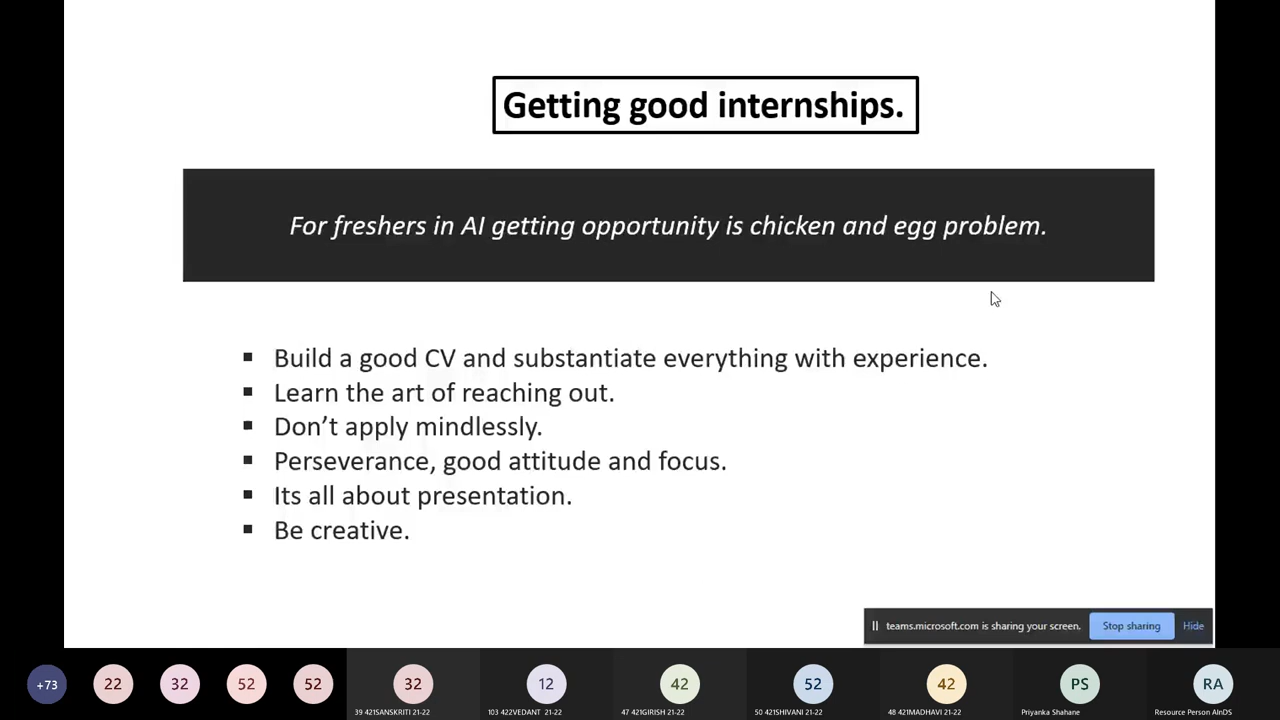 Getting good internships.
For freshers in AI getting opportunity is chicken and egg problem.
▪ Build a good CV and substantiate everything with experience.
▪ Learn the art of reaching out.
▪ Don’t apply mindlessly.
▪ Perseverance, good attitude and focus.
▪ Its all about presentation.
▪ Be creative.
teams.microsoft.com is sharing your screen. Stop sharing Hide
+73 22 32 52 52 32 12 42 52 42 PS RA
39 421SANSKRITI 21-22 103 422VEDANT 21-22 47 421GIRISH 21-22 50 421SHIVANI 21-22 48 421MADHAVI 21-22 Priyanka Shahane Resource Person AInDS